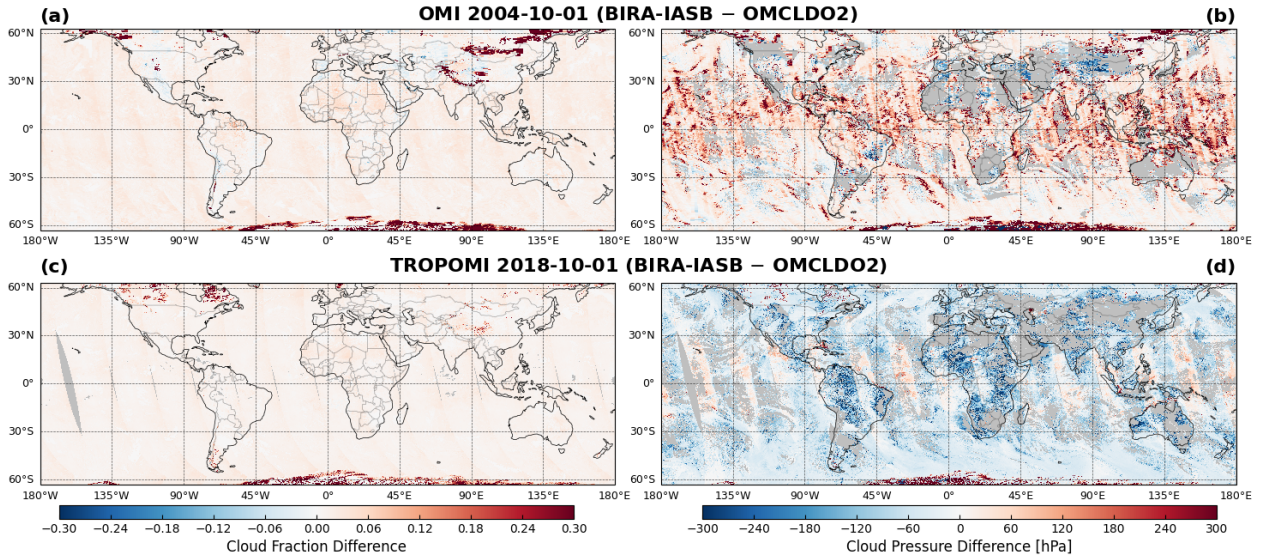 (a) OMI 2004-10-01 (BIRA-IASB − OMCLDO2) (b)
60°N
30°N
0°
30°S
60°S
180°W 135°W 90°W 45°W 0° 45°E 90°E 135°E 180°E
60°N
30°N
0°
30°S
60°S
180°W 135°W 90°W 45°W 0° 45°E 90°E 135°E 180°E
(c) TROPOMI 2018-10-01 (BIRA-IASB − OMCLDO2) (d)
60°N
30°N
0°
30°S
60°S
180°W 135°W 90°W 45°W 0° 45°E 90°E 135°E 180°E
60°N
30°N
0°
30°S
60°S
180°W 135°W 90°W 45°W 0° 45°E 90°E 135°E 180°E
−0.30 −0.24 −0.18 −0.12 −0.06 0.00 0.06 0.12 0.18 0.24 0.30
Cloud Fraction Difference
−300 −240 −180 −120 −60 0 60 120 180 240 300
Cloud Pressure Difference [hPa]